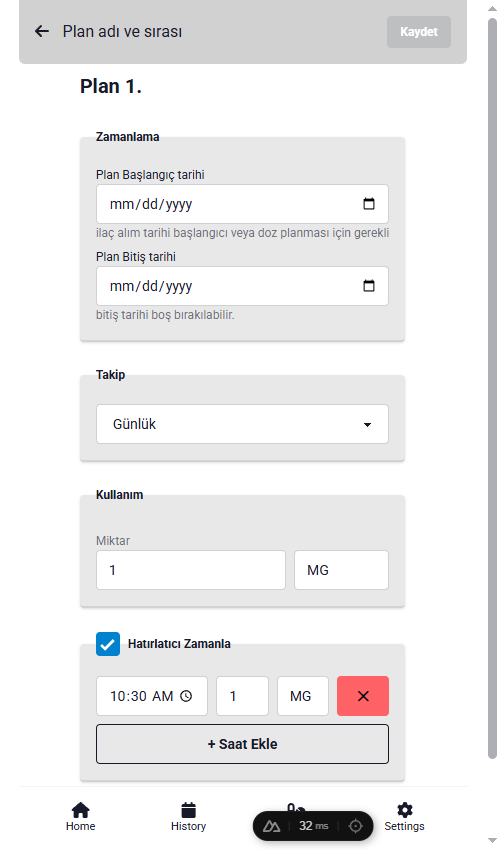 Plan adı ve sırası
Kaydet
Plan 1.
Zamanlama
Plan Başlangıç tarihi
mm/dd/yyyy
ilaç alım tarihi başlangıcı veya doz planması için gerekli
Plan Bitiş tarihi
mm/dd/yyyy
bitiş tarihi boş bırakılabilir.
Takip
Günlük
Kullanım
Miktar
1 MG
Hatırlatıcı Zamanla
10:30 AM 1 MG
+ Saat Ekle
32 ms
Home History Settings